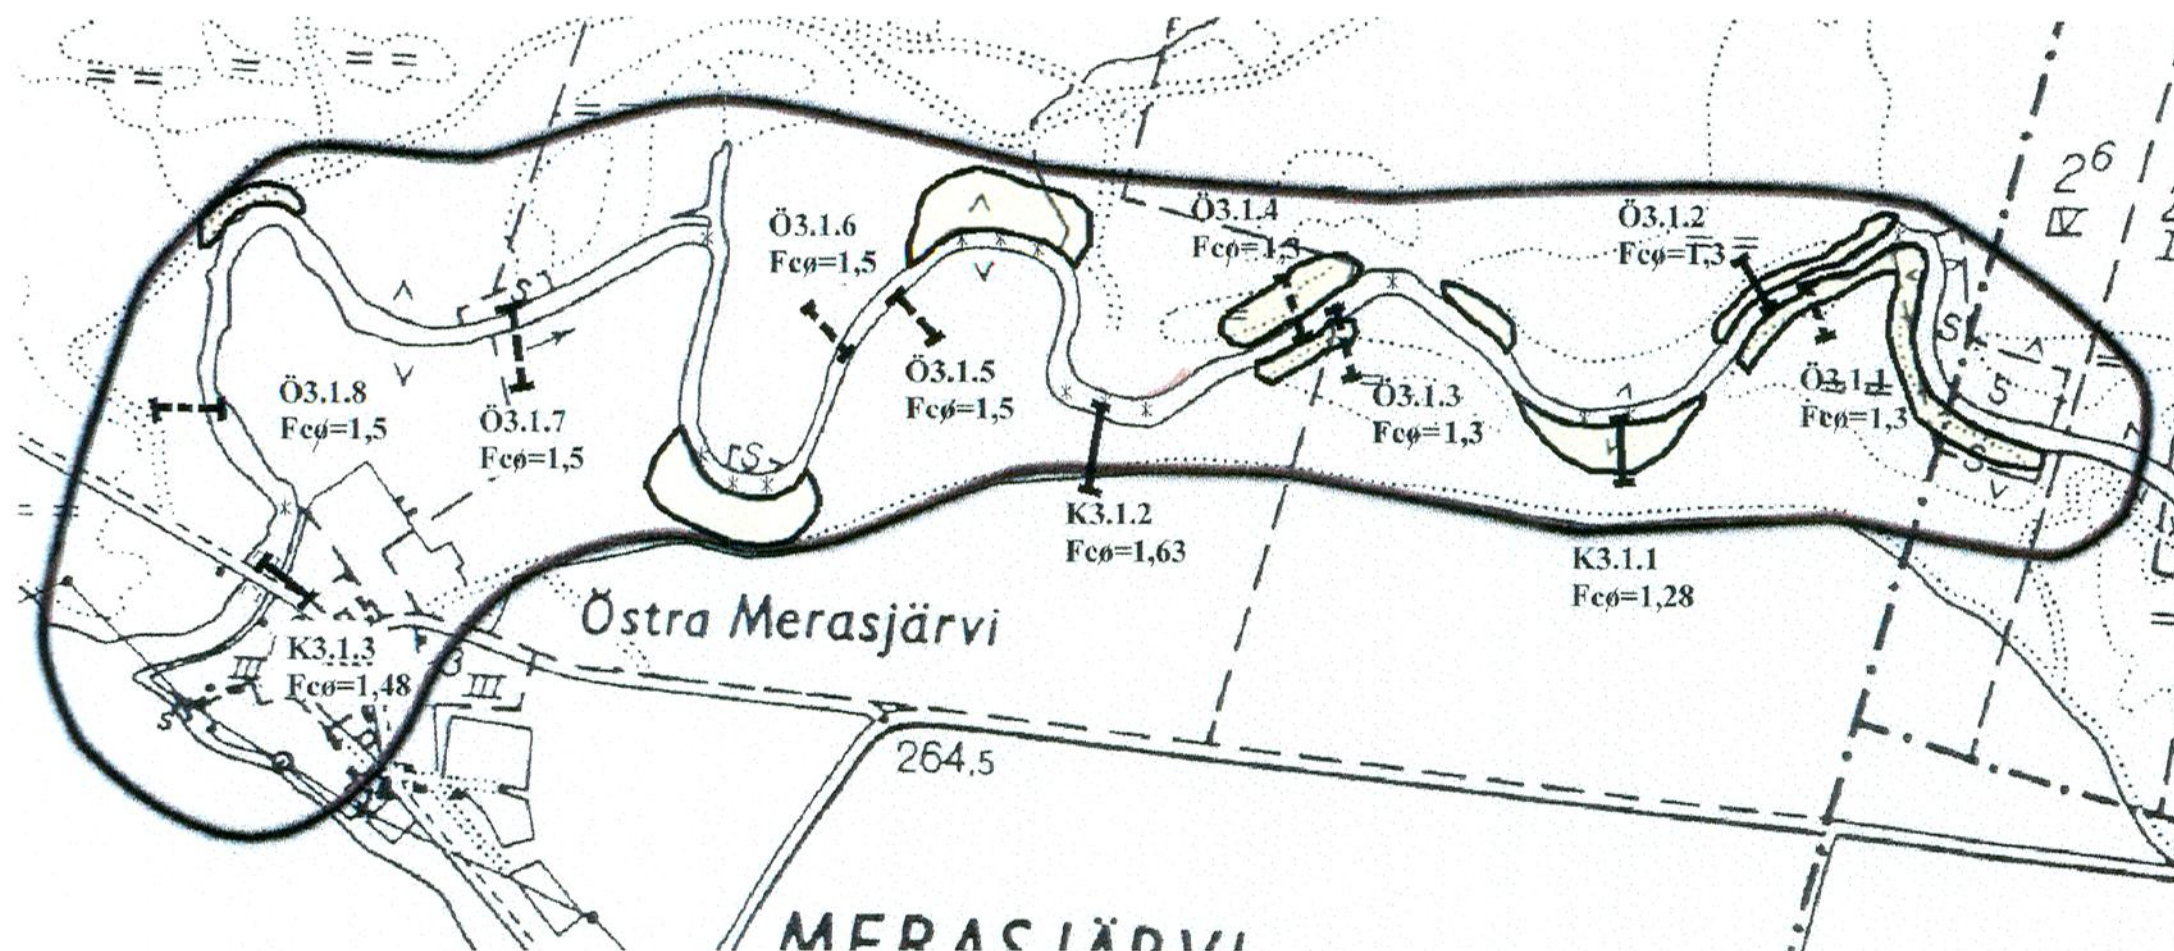 2⁶
IV
Ö3.1.6
Fcø=1,5
Ö3.1.4
Fcø=1,3
Ö3.1.2
Fcø=1,3
S
S
S
Ö3.1.8
Fcø=1,5
Ö3.1.7
Fcø=1,5
Ö3.1.5
Fcø=1,5
Ö3.1.3
Fcø=1,3
Ö3.1.1
Fcø=1,3
S
S
K3.1.2
Fcø=1,63
K3.1.1
Fcø=1,28
Östra Merasjärvi
K3.1.3
Fcø=1,48
III
III
S
264,5
MERASJÄRVI